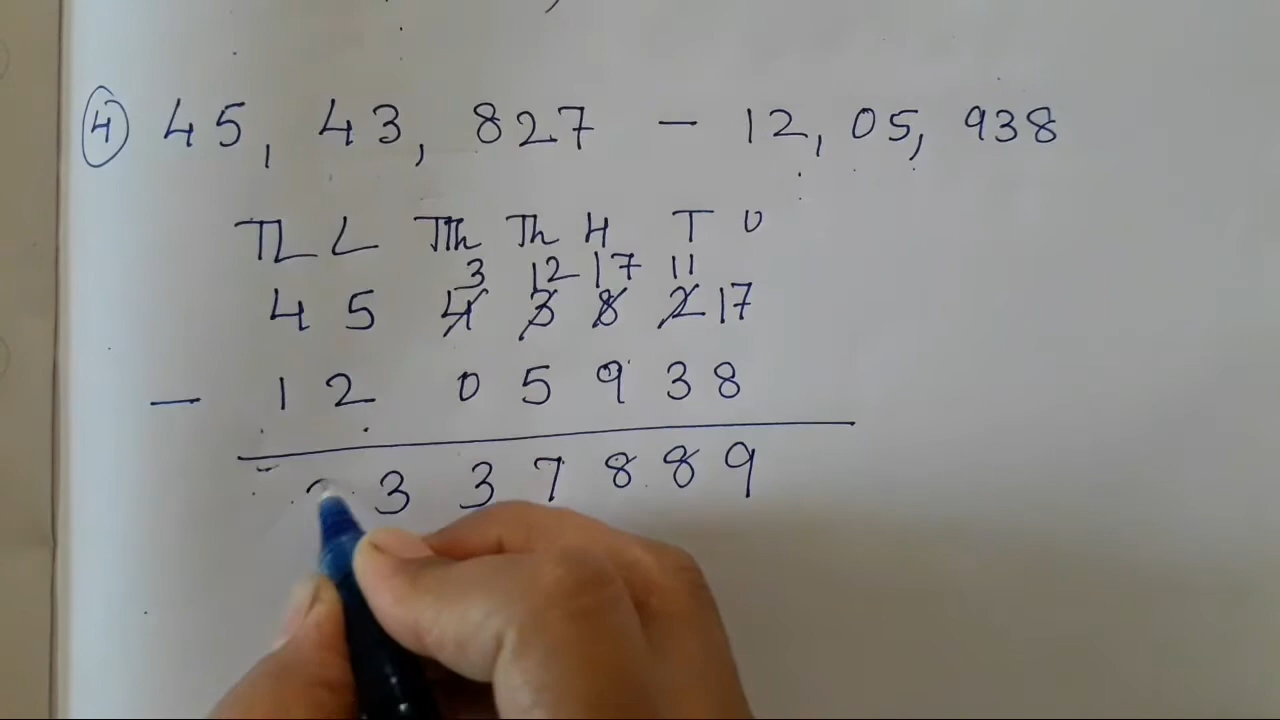 4 45, 43, 827 - 12, 05, 938
TL L TTh Th H T O
3 12 17 11
4 5 4 3 8 2 17
- 1 2 0 5 9 3 8
3 3 7 8 8 9